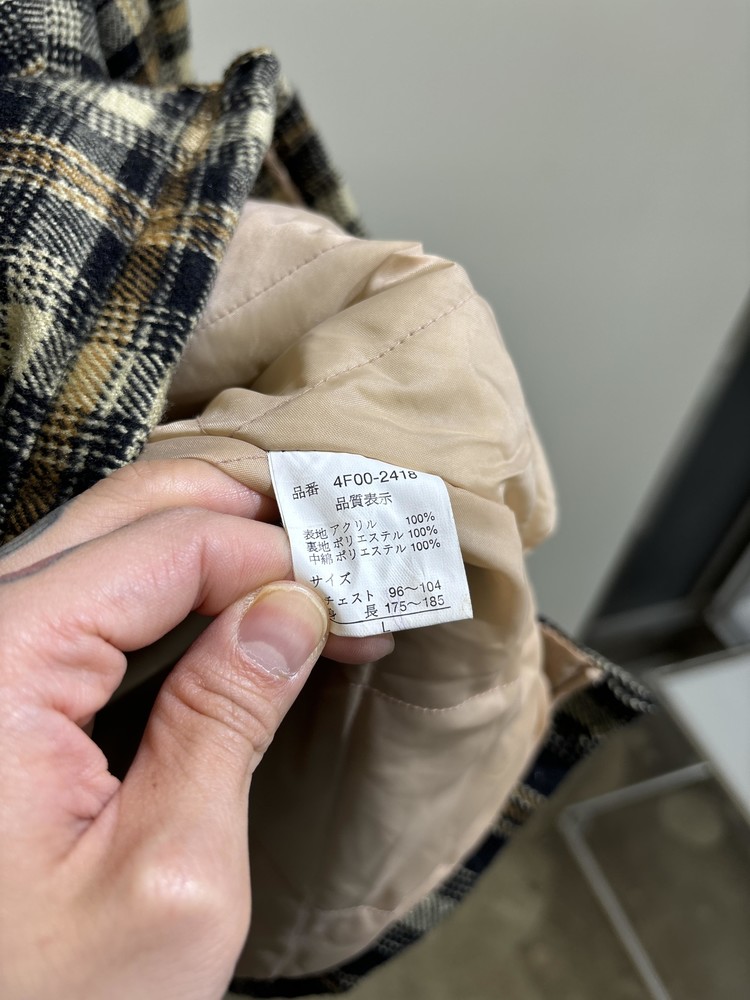 品番 4F00-2418
品質表示
表地 アクリル 100%
裏地 ポリエステル 100%
中綿 ポリエステル 100%
サイズ
チェスト 96～104
身長 175～185
L